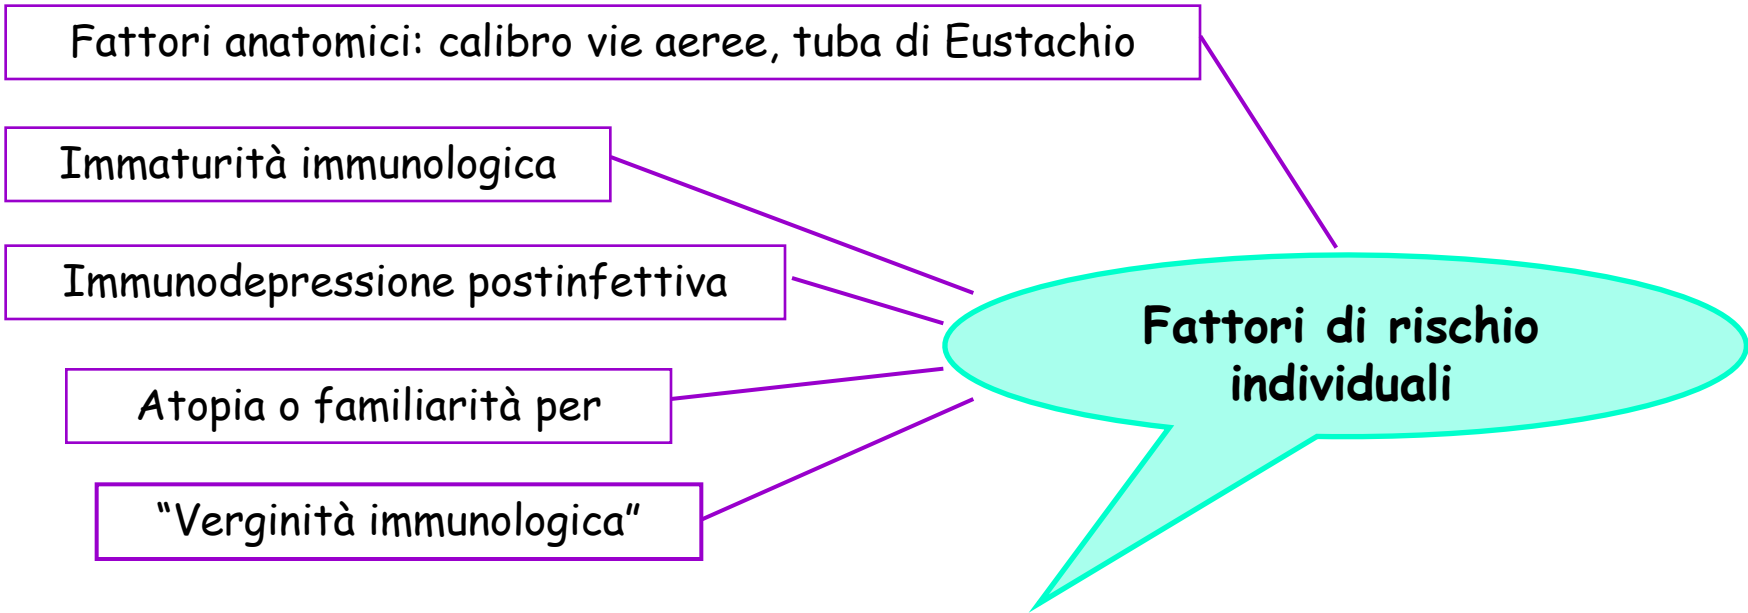 Fattori anatomici: calibro vie aeree, tuba di Eustachio
Immaturità immunologica
Immunodepressione postinfettiva
Atopia o familiarità per
“Verginità immunologica”
Fattori di rischio
individuali